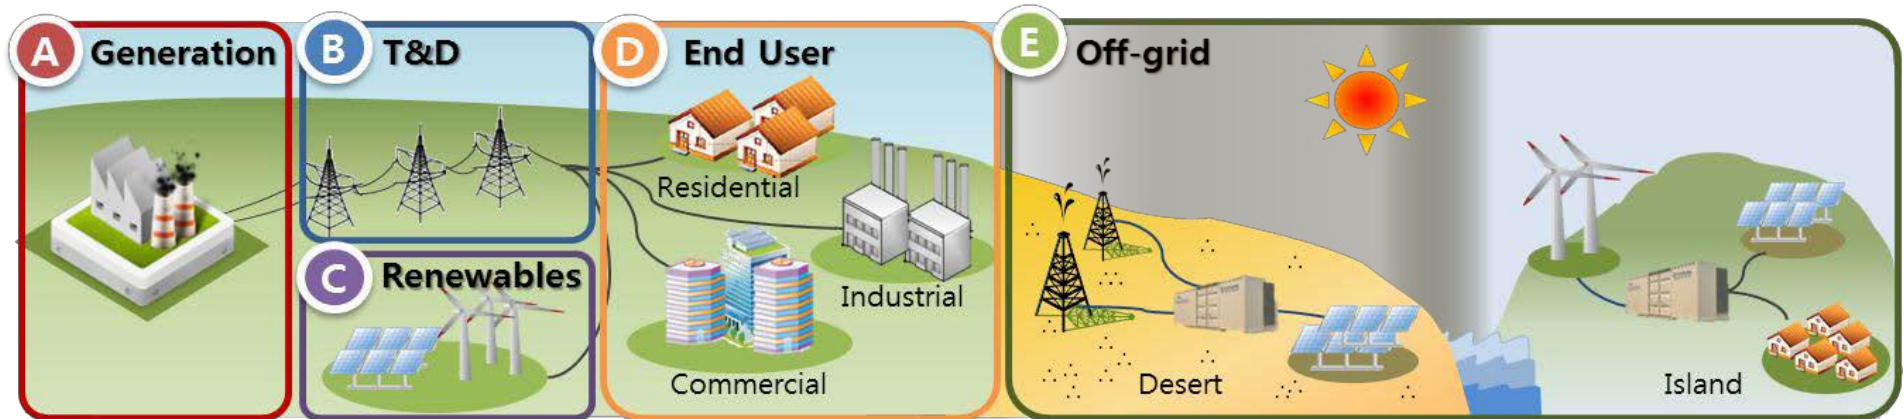 A Generation
B T&D
C Renewables
D End User
Residential
Industrial
Commercial
E Off-grid
Desert
Island